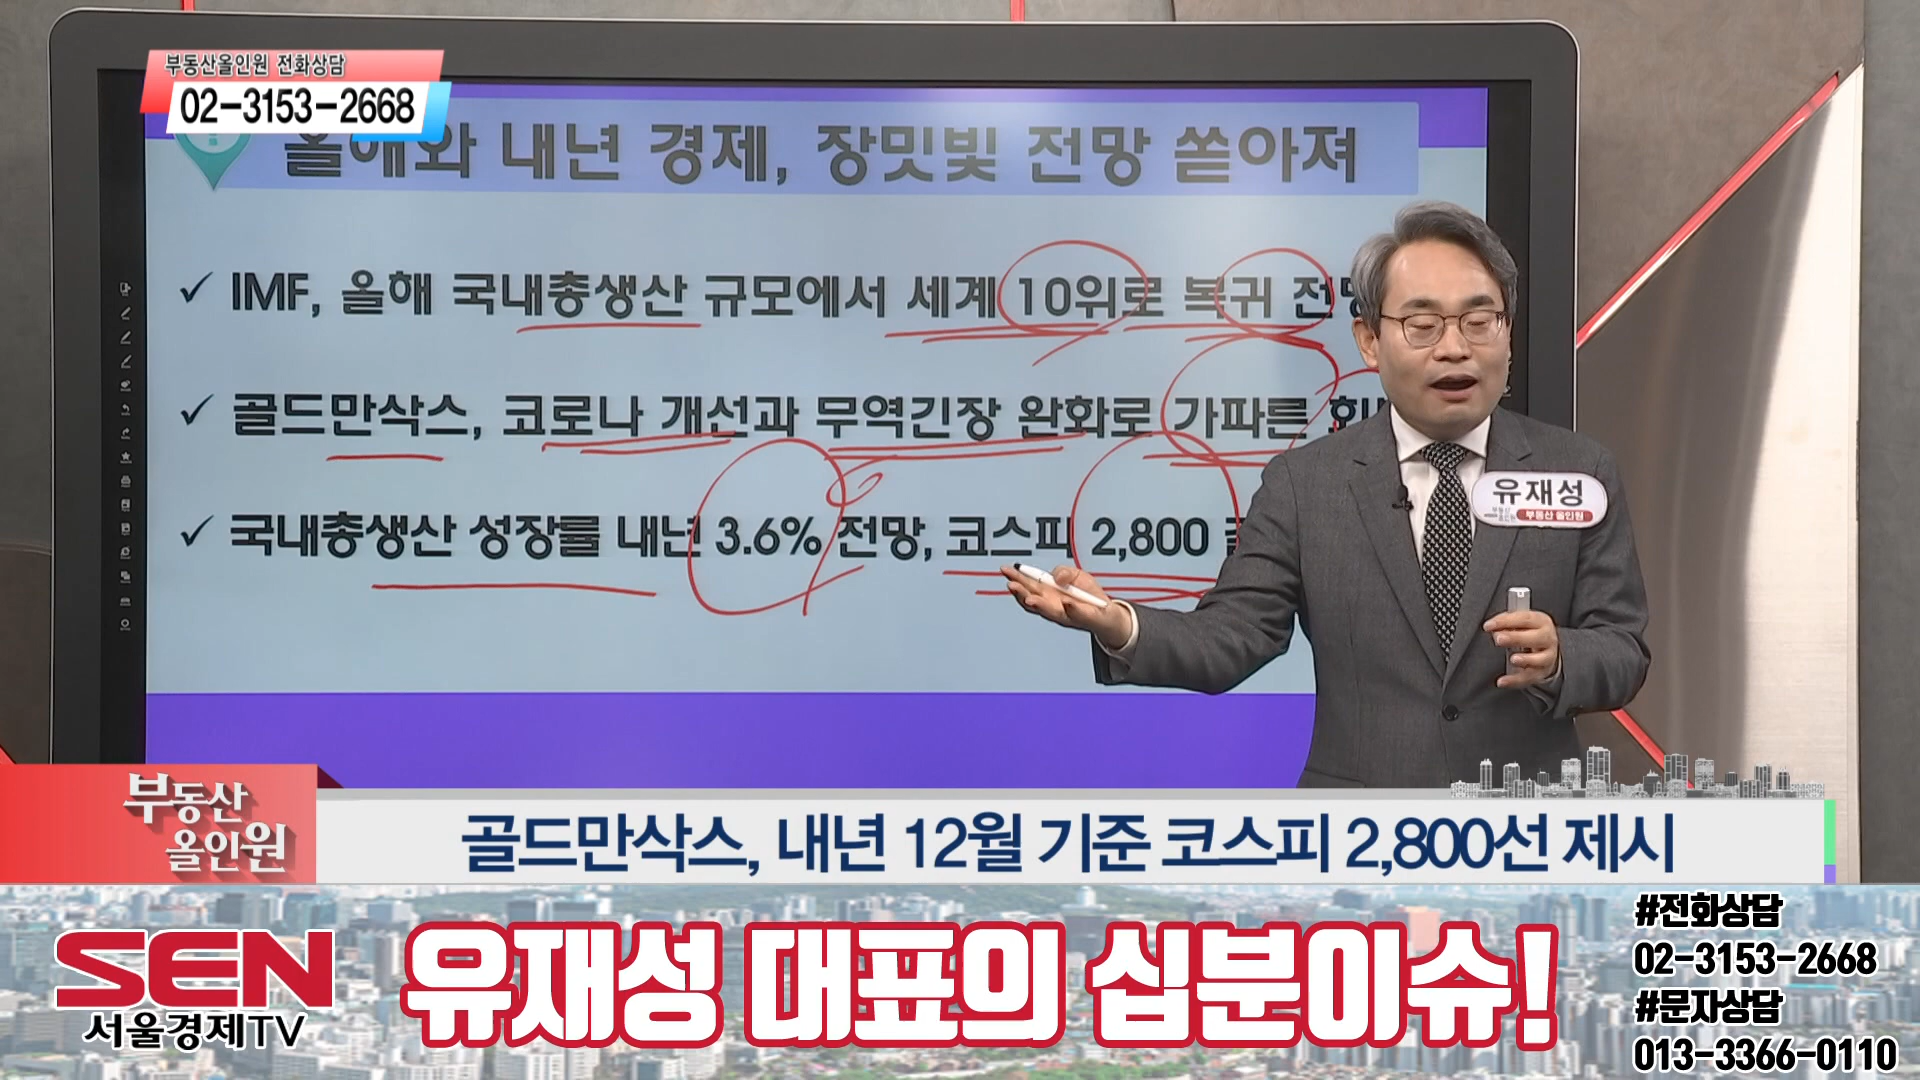 부동산올인원 전화상담
02-3153-2668
올해와 내년 경제, 장밋빛 전망 쏟아져
✓ IMF, 올해 국내총생산 규모에서 세계 10위로 복귀
✓ 골드만삭스, 코로나 개선과 무역긴장 완화로 가파른
✓ 국내총생산 성장률 내년 3.6% 전망, 코스피 2,800
유재성
부동산 올인원
부동산
올인원
골드만삭스, 내년 12월 기준 코스피 2,800선 제시
SEN
서울경제TV
유재성 대표의 십분이슈!
#전화상담
02-3153-2668
#문자상담
013-3366-0110